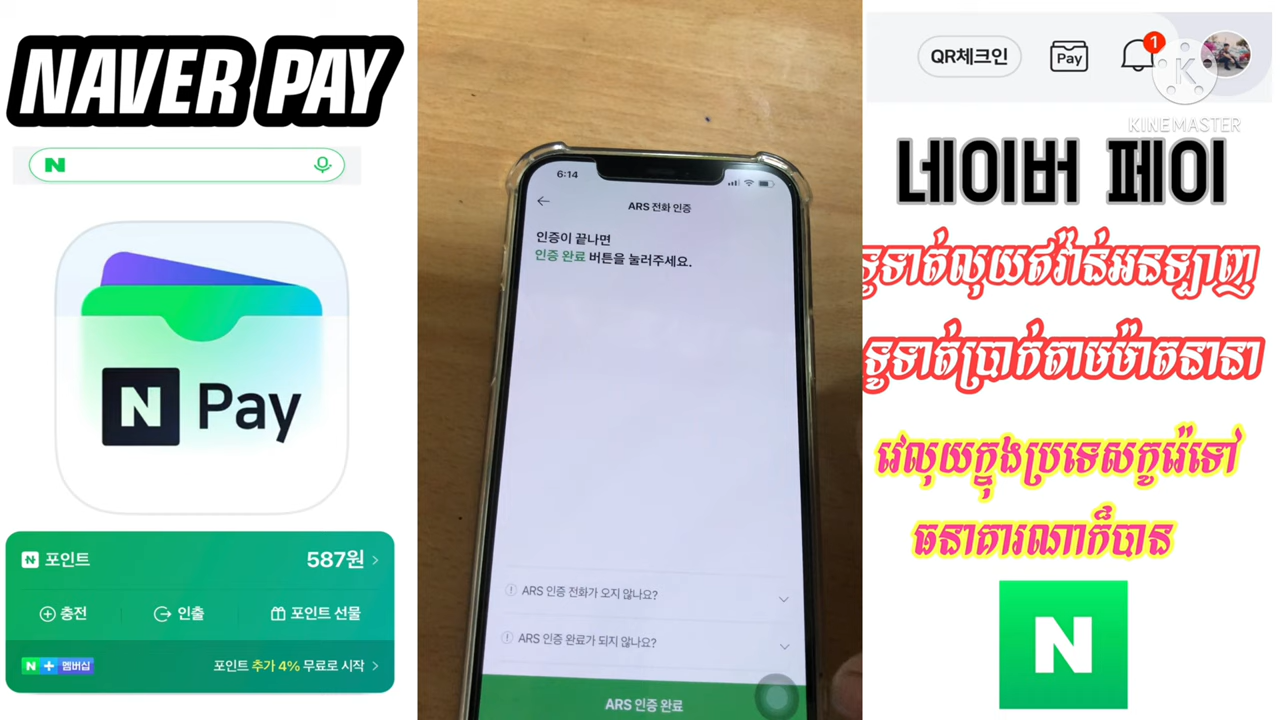 NAVER PAY
N
N Pay
N 포인트
587원
충전
인출
포인트 선물
N + 멤버십
포인트 추가 4% 무료로 시작
6:14
ARS 전화 인증
인증이 끝나면
인증 완료 버튼을 눌러주세요.
ARS 인증 전화가 오지 않나요?
ARS 인증 완료가 되지 않나요?
ARS 인증 완료
QR체크인
Pay
1
K
KINEMASTER
네이버 페이
ទូទាត់លុយឥវ៉ាន់អនឡាញ
ទូទាត់ប្រាក់តាមម៉ាតនានា
វេលុយក្នុងប្រទេសកូរ៉េទៅ
ធនាគារណាក៏បាន
N